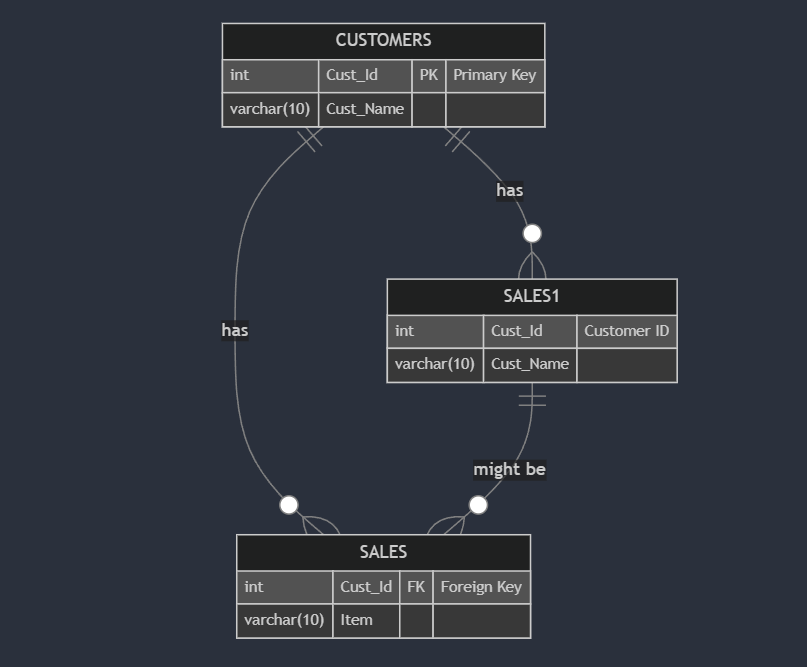 CUSTOMERS
int Cust_Id PK Primary Key
varchar(10) Cust_Name
has
SALES1
int Cust_Id Customer ID
has
varchar(10) Cust_Name
might be
SALES
int Cust_Id FK Foreign Key
varchar(10) Item